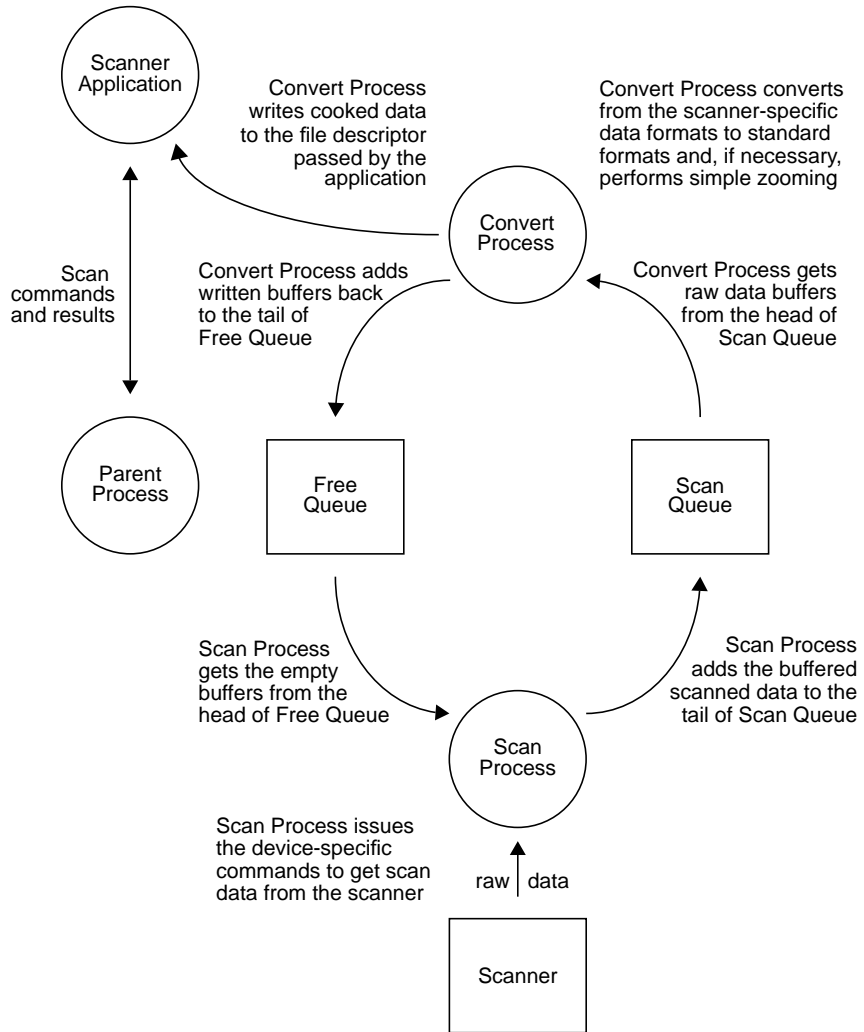 Scanner
Application
Convert Process
writes cooked data
to the file descriptor
passed by the
application
Convert Process converts
from the scanner-specific
data formats to standard
formats and, if necessary,
performs simple zooming
Convert
Process
Scan
commands
and results
Convert Process adds
written buffers back
to the tail of
Free Queue
Convert Process gets
raw data buffers
from the head of
Scan Queue
Parent
Process
Free
Queue
Scan
Queue
Scan Process
gets the empty
buffers from the
head of Free Queue
Scan Process
adds the buffered
scanned data to the
tail of Scan Queue
Scan
Process
Scan Process issues
the device-specific
commands to get scan
data from the scanner
raw data
Scanner